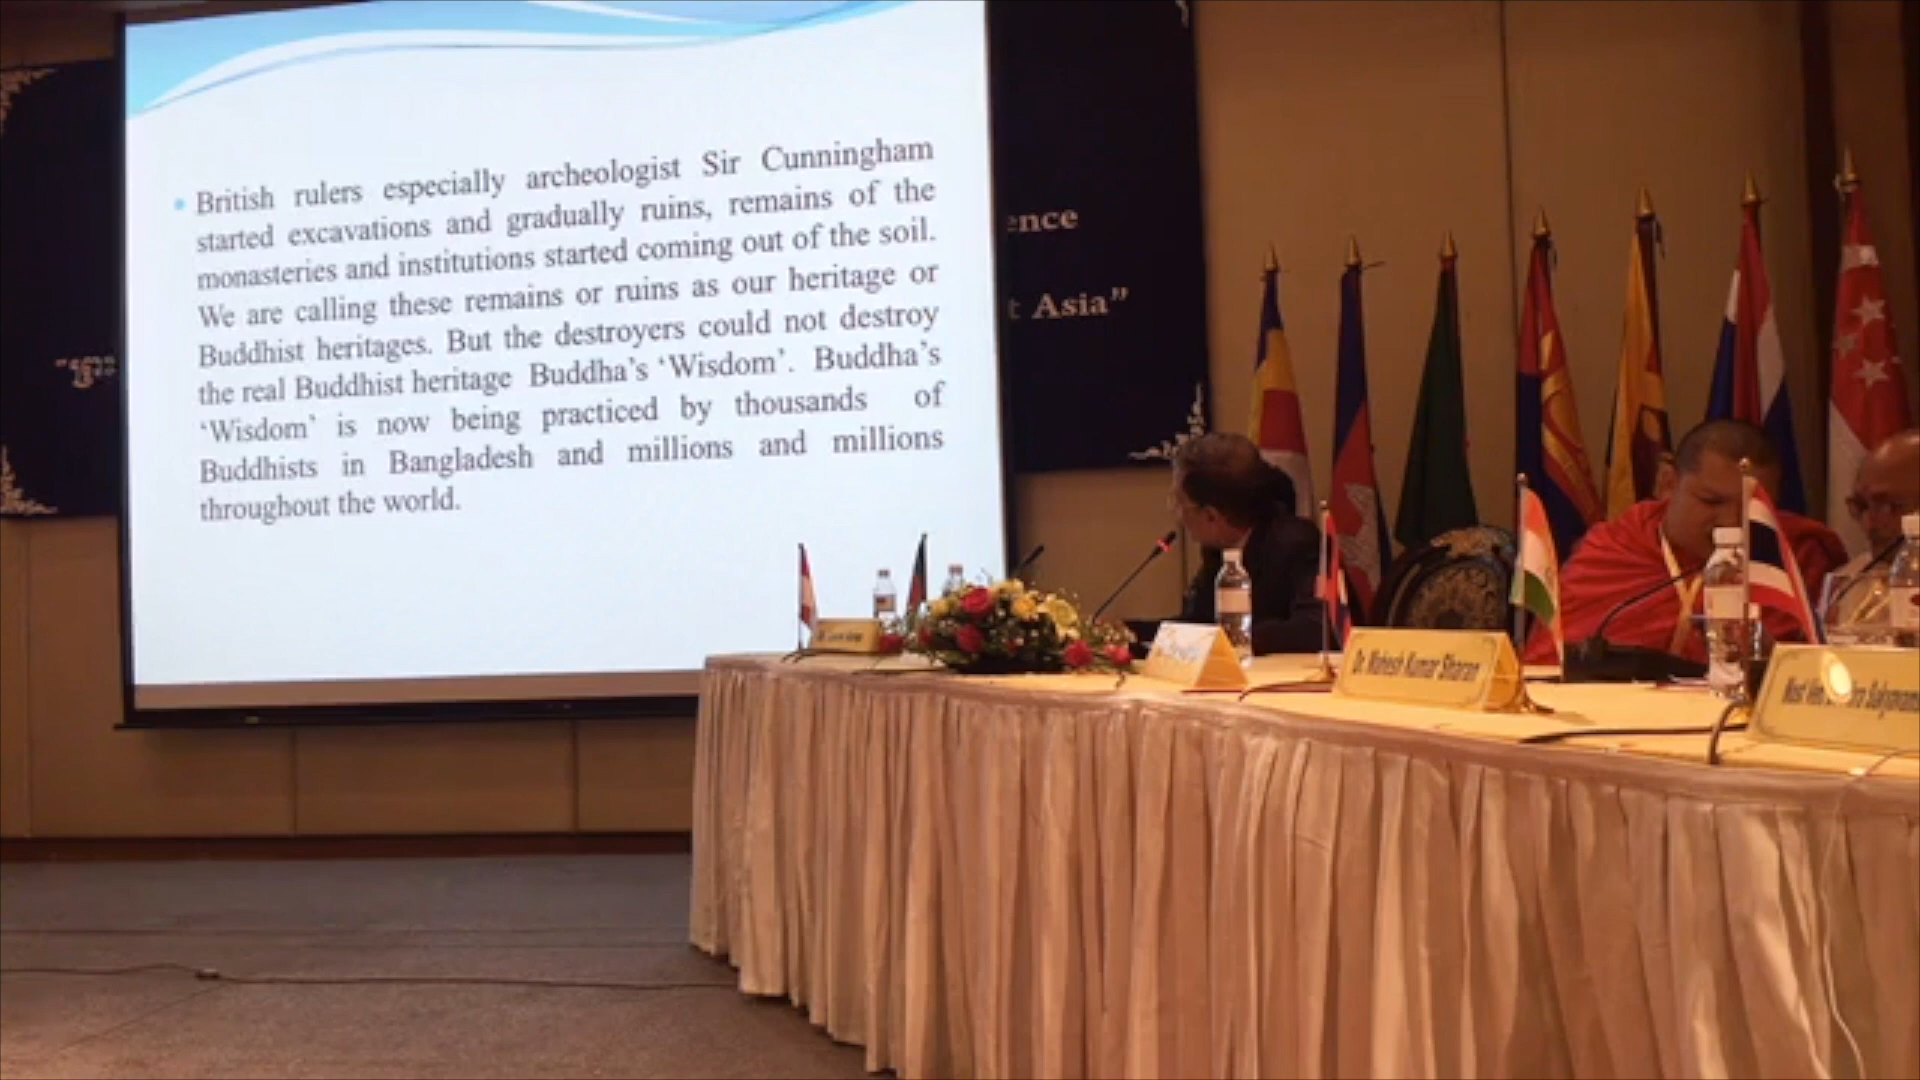 British rulers especially archeologist Sir Cunningham
started excavations and gradually ruins, remains of the
monasteries and institutions started coming out of the soil.
We are calling these remains or ruins as our heritage or
Buddhist heritages. But the destroyers could not destroy
the real Buddhist heritage Buddha's ‘Wisdom’. Buddha's
‘Wisdom’ is now being practiced by thousands of
Buddhists in Bangladesh and millions and millions
throughout the world.
ence
t Asia”
Dr. Mahesh Kumar Sharan
Most Ven